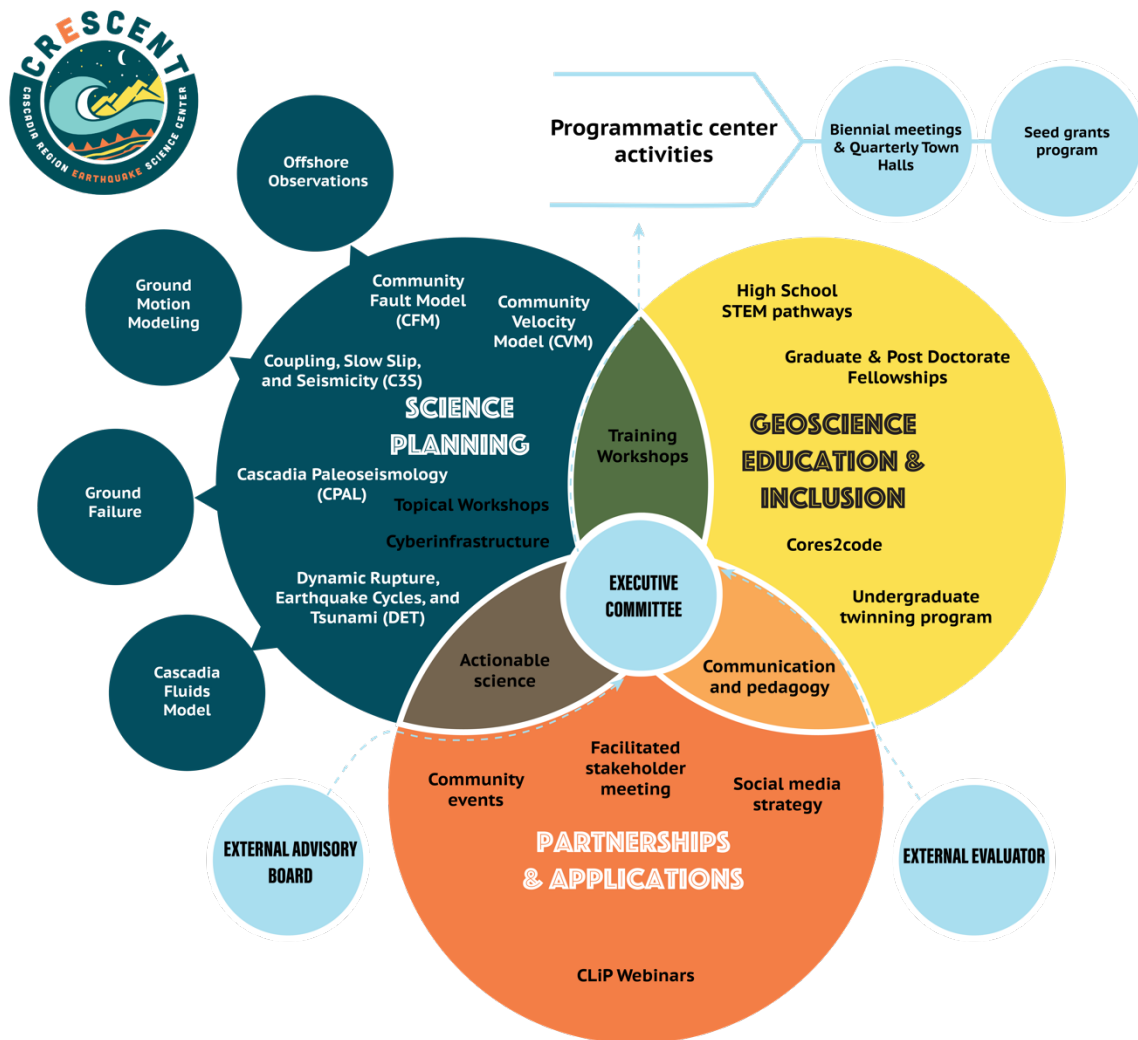 CRESCENT
CASCADIA REGION EARTHQUAKE SCIENCE CENTER
Programmatic center
activities
Biennial meetings
& Quarterly Town
Halls
Seed grants
program
Offshore
Observations
Ground
Motion
Modeling
Ground
Failure
Cascadia
Fluids
Model
Community
Fault Model
(CFM)
Community
Velocity
Model (CVM)
Coupling, Slow Slip,
and Seismicity (C3S)
SCIENCE
PLANNING
Cascadia Paleoseismology
(CPAL)
Topical Workshops
Cyberinfrastructure
Dynamic Rupture,
Earthquake Cycles, and
Tsunami (DET)
Training
Workshops
High School
STEM pathways
Graduate & Post Doctorate
Fellowships
GEOSCIENCE
EDUCATION &
INCLUSION
Cores2code
Undergraduate
twinning program
EXECUTIVE
COMMITTEE
Actionable
science
Communication
and pedagogy
Community
events
Facilitated
stakeholder
meeting
Social media
strategy
PARTNERSHIPS
& APPLICATIONS
CLiP Webinars
EXTERNAL ADVISORY
BOARD
EXTERNAL EVALUATOR